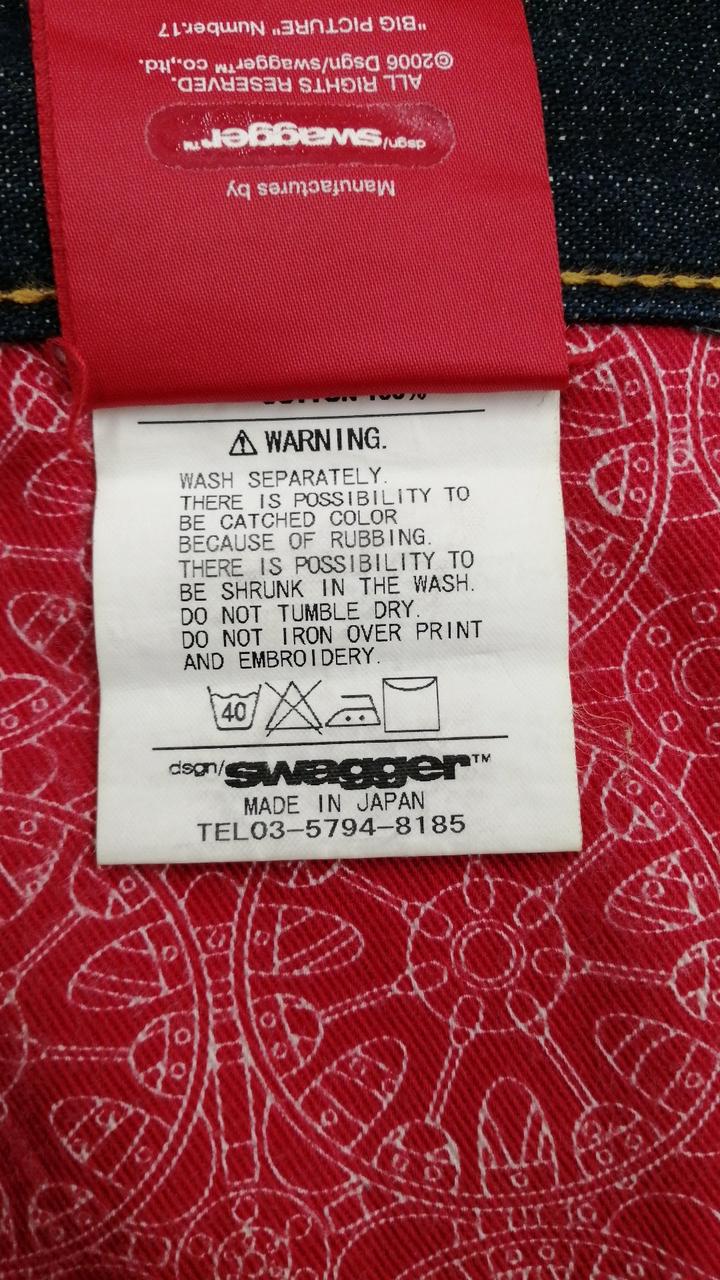 "BIG PICTURE" Number.17
©2006 Dsgn/swagger™ co.,ltd.
ALL RIGHTS RESERVED.
dsgn/swagger™
Manufactures by
COTTON 100%
WARNING.
WASH SEPARATELY.
THERE IS POSSIBILITY TO
BE CATCHED COLOR
BECAUSE OF RUBBING.
THERE IS POSSIBILITY TO
BE SHRUNK IN THE WASH.
DO NOT TUMBLE DRY.
DO NOT IRON OVER PRINT
AND EMBROIDERY.
40
dsgn/swagger™
MADE IN JAPAN
TEL03-5794-8185